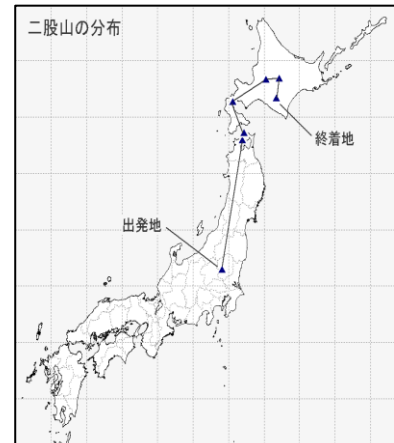 二股山の分布
終着地
出発地